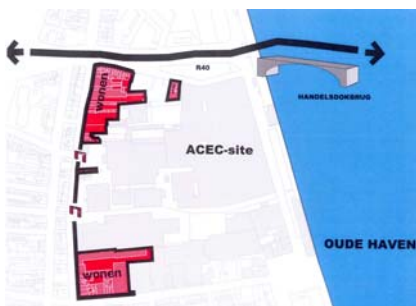 R40
wonen
HANDELSDOKBRUG
ACEC-site
OUDE HAVEN
wonen